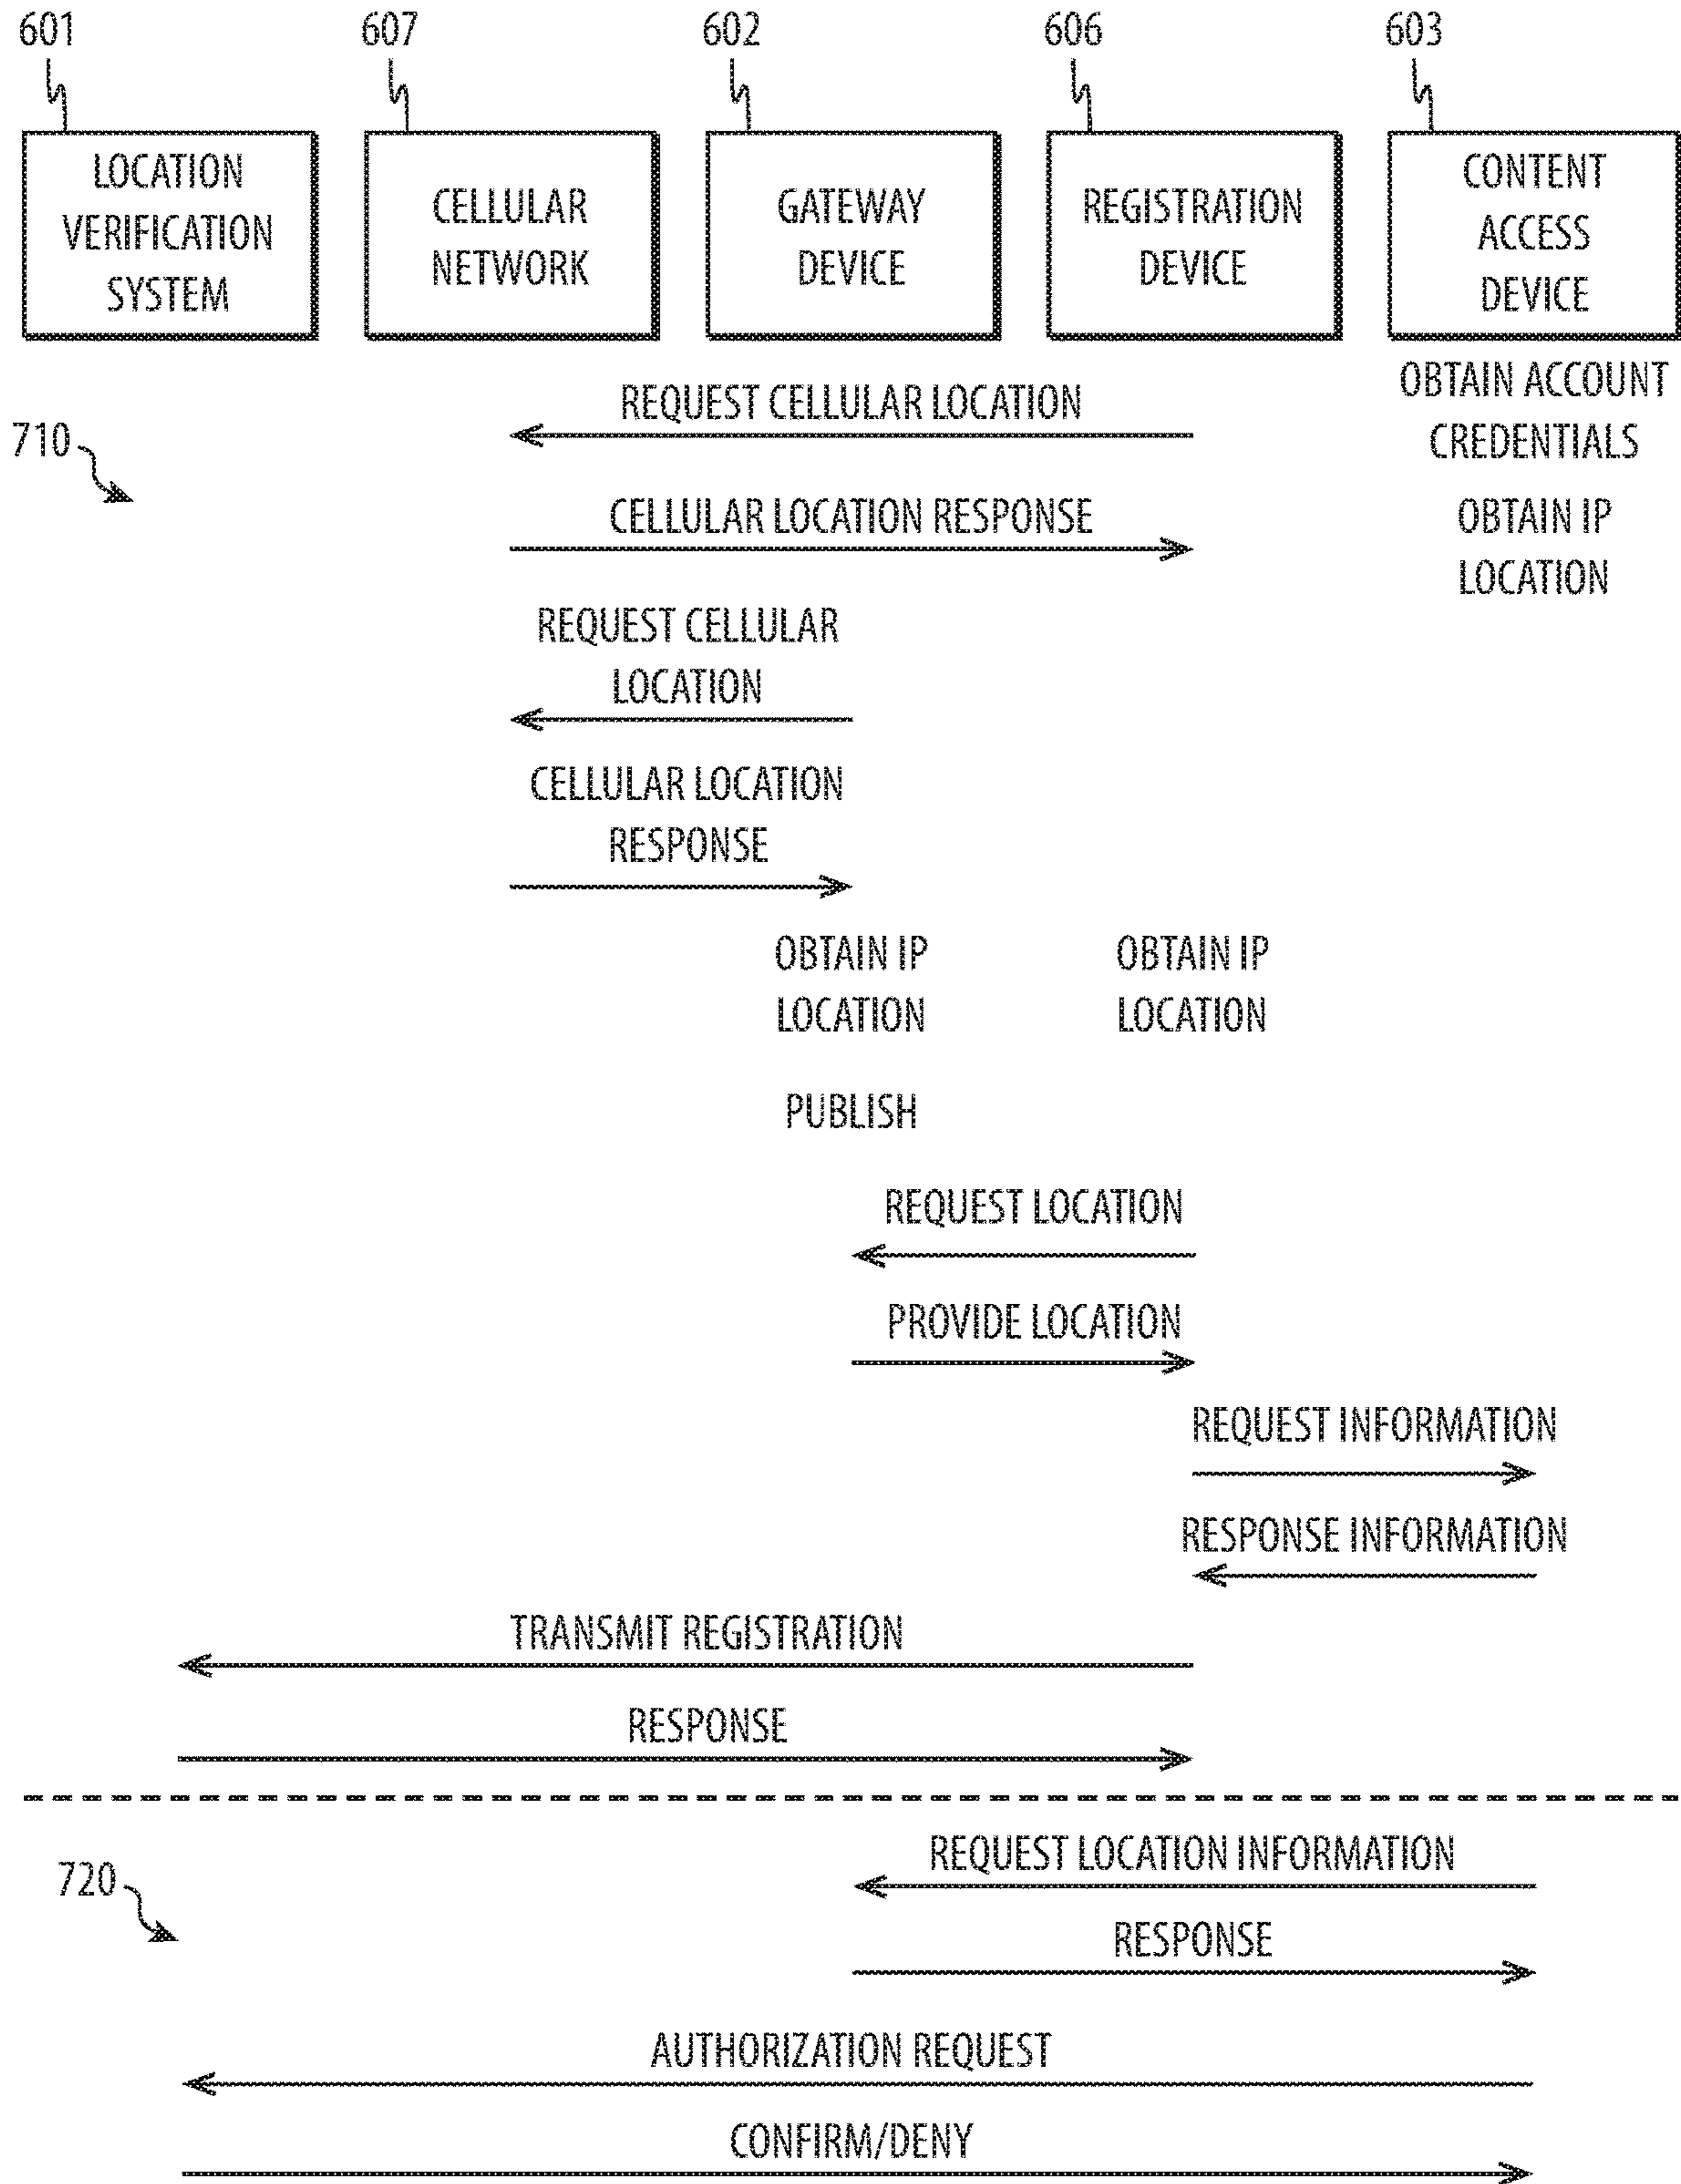 601
607
602
606
603
LOCATION
VERIFICATION
SYSTEM
CELLULAR
NETWORK
GATEWAY
DEVICE
REGISTRATION
DEVICE
CONTENT
ACCESS
DEVICE
OBTAIN ACCOUNT
CREDENTIALS
OBTAIN IP
LOCATION
710
REQUEST CELLULAR LOCATION
CELLULAR LOCATION RESPONSE
REQUEST CELLULAR
LOCATION
CELLULAR LOCATION
RESPONSE
OBTAIN IP
LOCATION
OBTAIN IP
LOCATION
PUBLISH
REQUEST LOCATION
PROVIDE LOCATION
REQUEST INFORMATION
RESPONSE INFORMATION
TRANSMIT REGISTRATION
RESPONSE
720
REQUEST LOCATION INFORMATION
RESPONSE
AUTHORIZATION REQUEST
CONFIRM/DENY